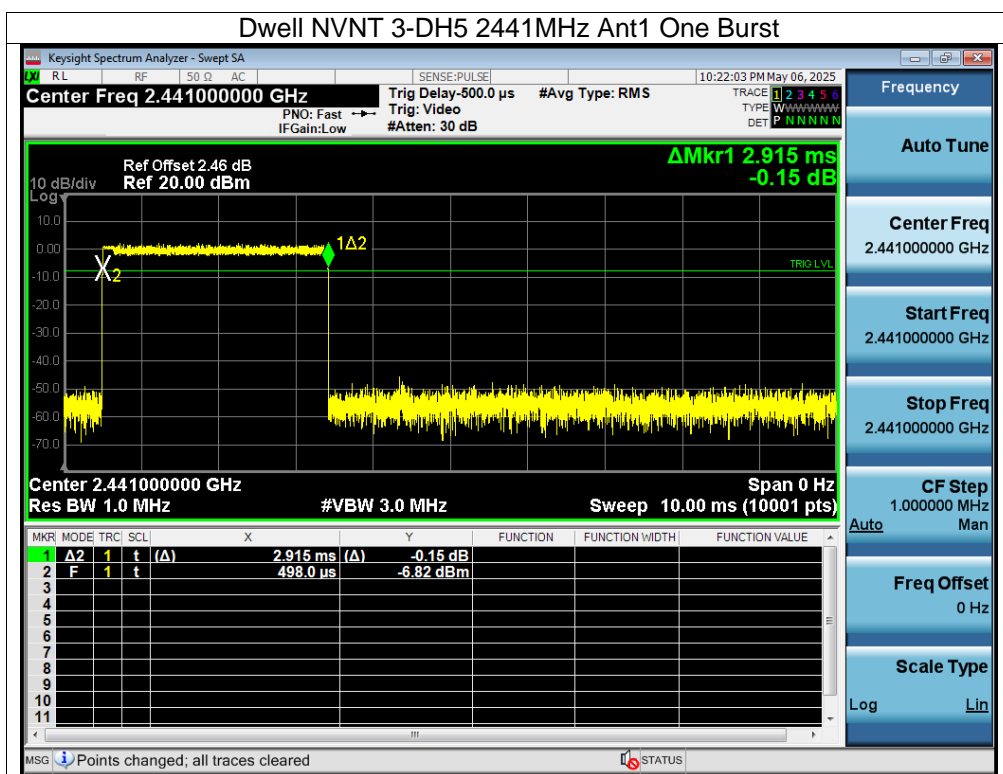 Dwell NVNT 3-DH5 2441MHz Ant1 One Burst
Keysight Spectrum Analyzer - Swept SA
LXI RL RF 50 Ω AC SENSE:PULSE 10:22:03 PM May 06, 2025
Center Freq 2.441000000 GHz
PNO: Fast
IFGain:Low
Trig Delay-500.0 µs
Trig: Video
#Atten: 30 dB
#Avg Type: RMS
TRACE 1 2 3 4 5 6
TYPE WWWWWWW
DET P N N N N N
ΔMkr1 2.915 ms
-0.15 dB
Ref Offset 2.46 dB
10 dB/div Ref 20.00 dBm
Log
10.0
0.00
-10.0
-20.0
-30.0
-40.0
-50.0
-60.0
-70.0
1Δ2
X2
TRIG LVL
Center 2.441000000 GHz Span 0 Hz
Res BW 1.0 MHz #VBW 3.0 MHz Sweep 10.00 ms (10001 pts)
MKR MODE TRC SCL X Y FUNCTION FUNCTION WIDTH FUNCTION VALUE
1 Δ2 1 t (Δ) 2.915 ms (Δ) -0.15 dB
2 F 1 t 498.0 µs -6.82 dBm
3
4
5
6
7
8
9
10
11
MSG Points changed; all traces cleared STATUS
Frequency
Auto Tune
Center Freq
2.441000000 GHz
Start Freq
2.441000000 GHz
Stop Freq
2.441000000 GHz
CF Step
1.000000 MHz
Auto Man
Freq Offset
0 Hz
Scale Type
Log Lin